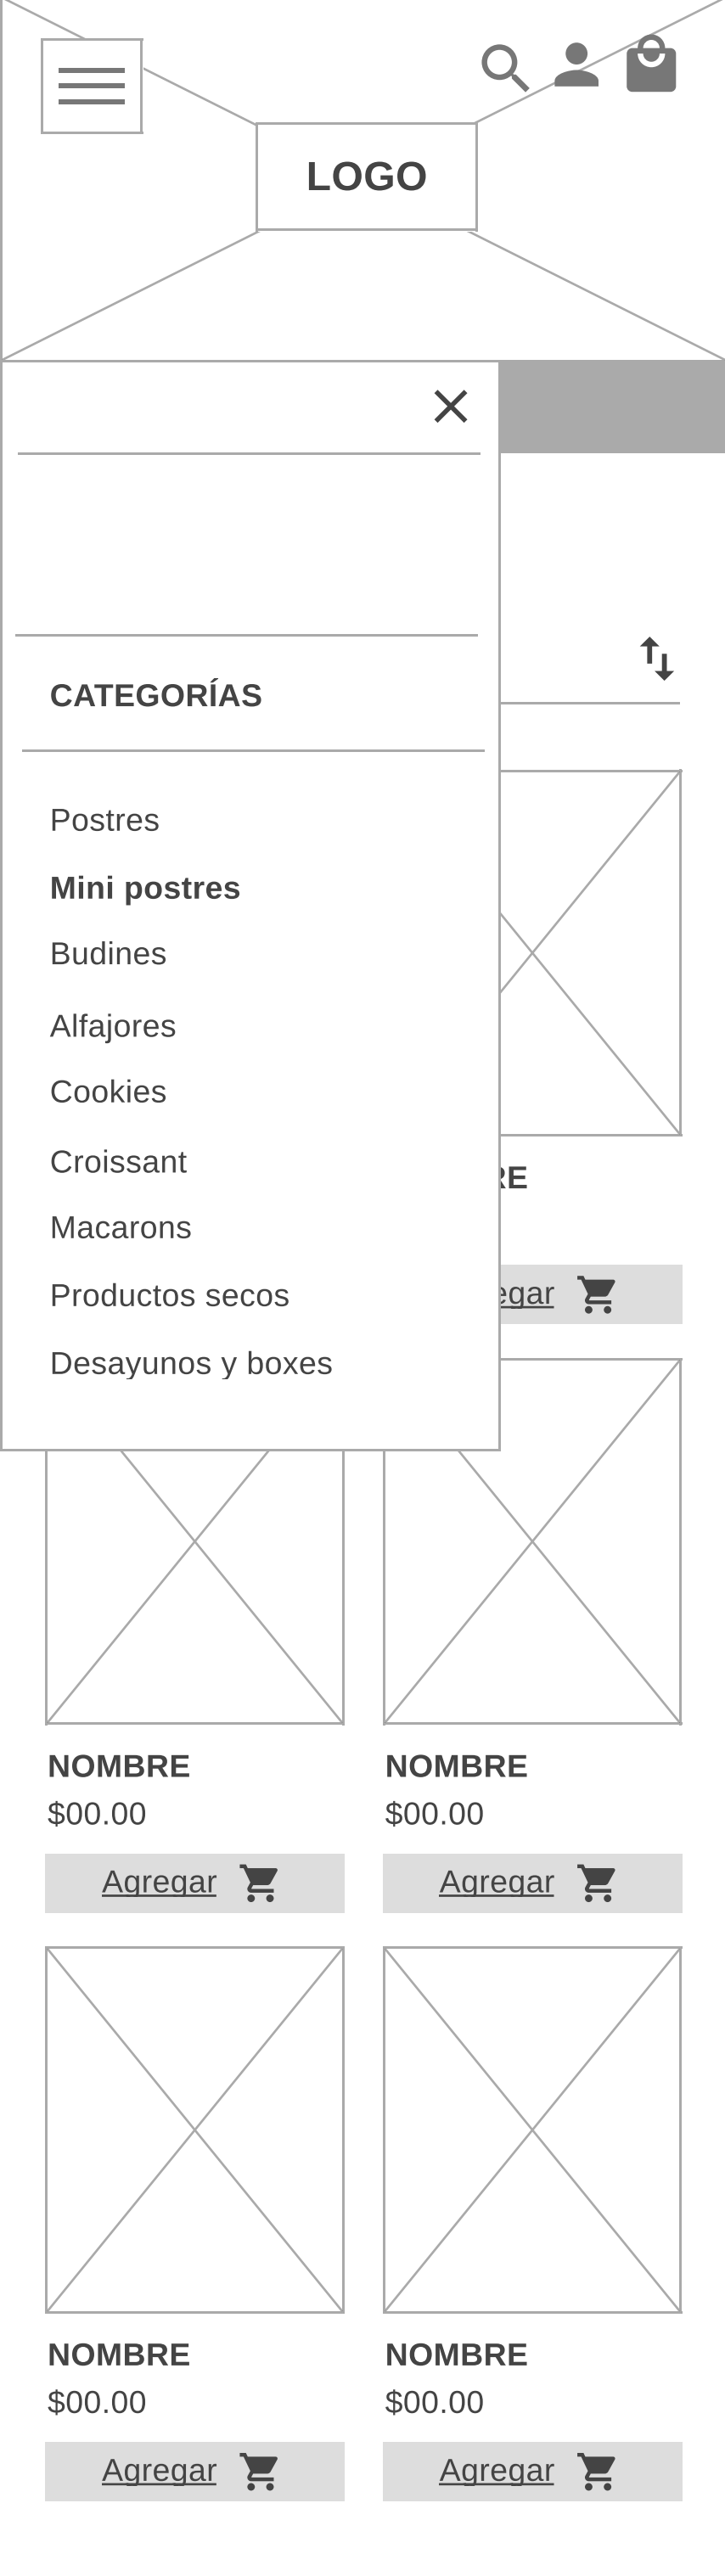 LOGO
CATEGORÍAS
Postres
Mini postres
Budines
Alfajores
Cookies
Croissant
Macarons
Productos secos
Desayunos y boxes
NOMBRE
NOMBRE
$00.00
$00.00
Agregar
Agregar
NOMBRE
NOMBRE
$00.00
$00.00
Agregar
Agregar